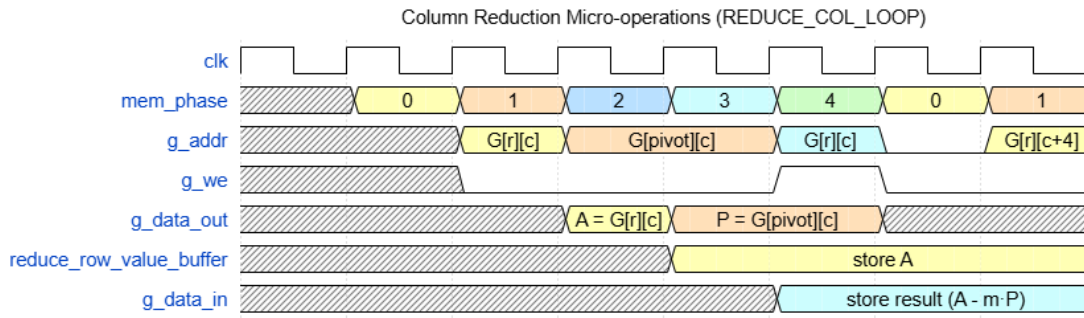 Column Reduction Micro-operations (REDUCE_COL_LOOP)
clk
mem_phase 0 1 2 3 4 0 1
g_addr G[r][c] G[pivot][c] G[r][c] G[r][c+4]
g_we
g_data_out A = G[r][c] P = G[pivot][c]
reduce_row_value_buffer store A
g_data_in store result (A - m·P)